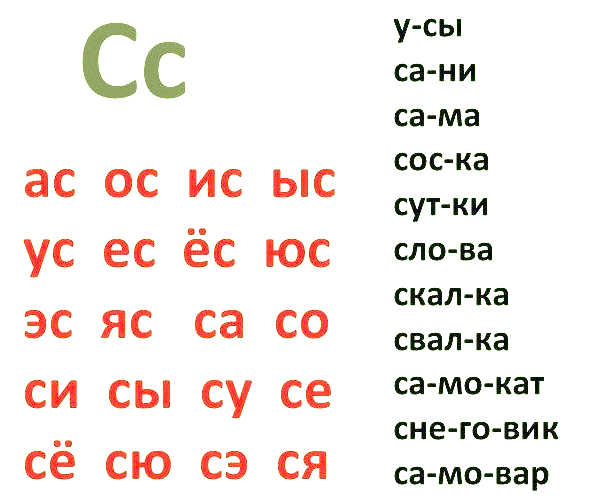 Сс
ас ос ис ыс
ус ес ёс юс
эс яс са со
си сы су се
сё сю сэ ся
у-сы
са-ни
са-ма
сос-ка
сут-ки
сло-ва
скал-ка
свал-ка
са-мо-кат
сне-го-вик
са-мо-вар